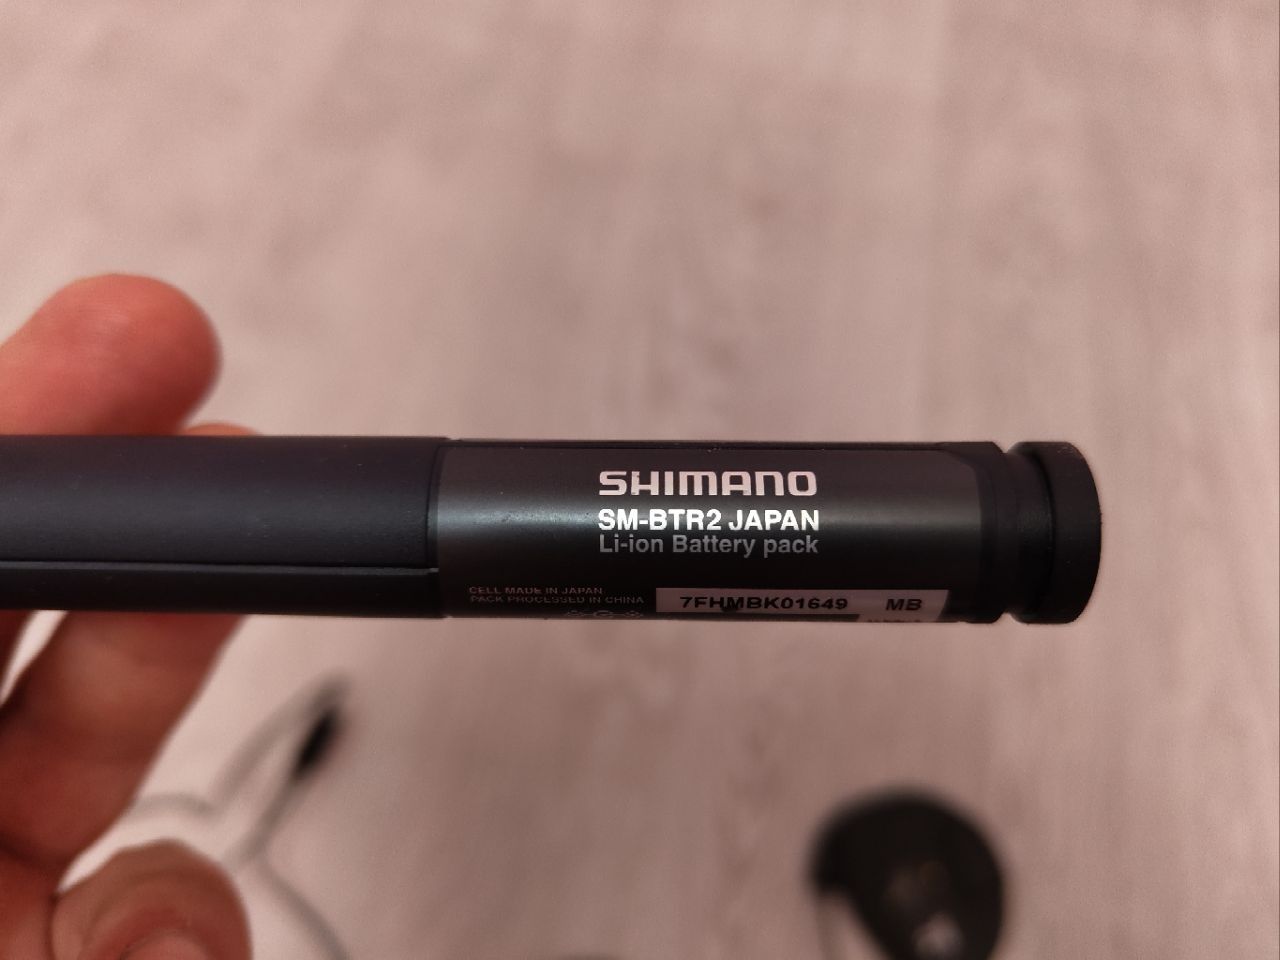 SHIMANO
SM-BTR2 JAPAN
Li-ion Battery pack
CELL MADE IN JAPAN
PACK PROCESSED IN CHINA
7FHMBK01649 MB